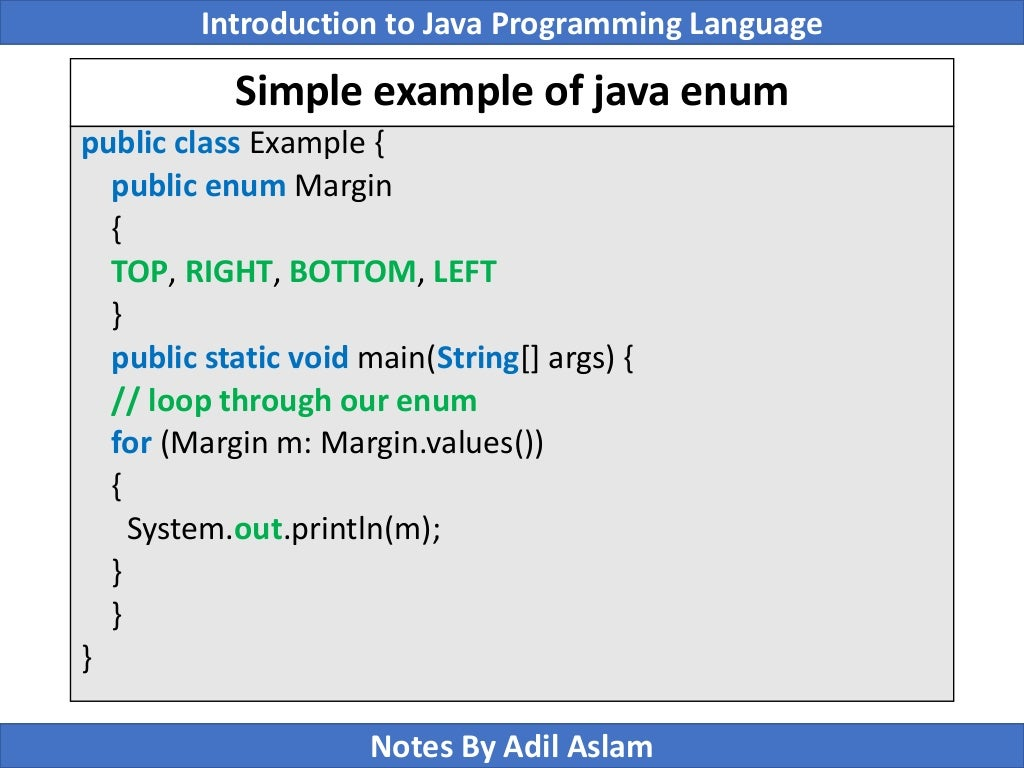 Introduction to Java Programming Language
Simple example of java enum
public class Example {
public enum Margin
{
TOP, RIGHT, BOTTOM, LEFT
}
public static void main(String[] args) {
// loop through our enum
for (Margin m: Margin.values())
{
System.out.println(m);
}
}
}
Notes By Adil Aslam